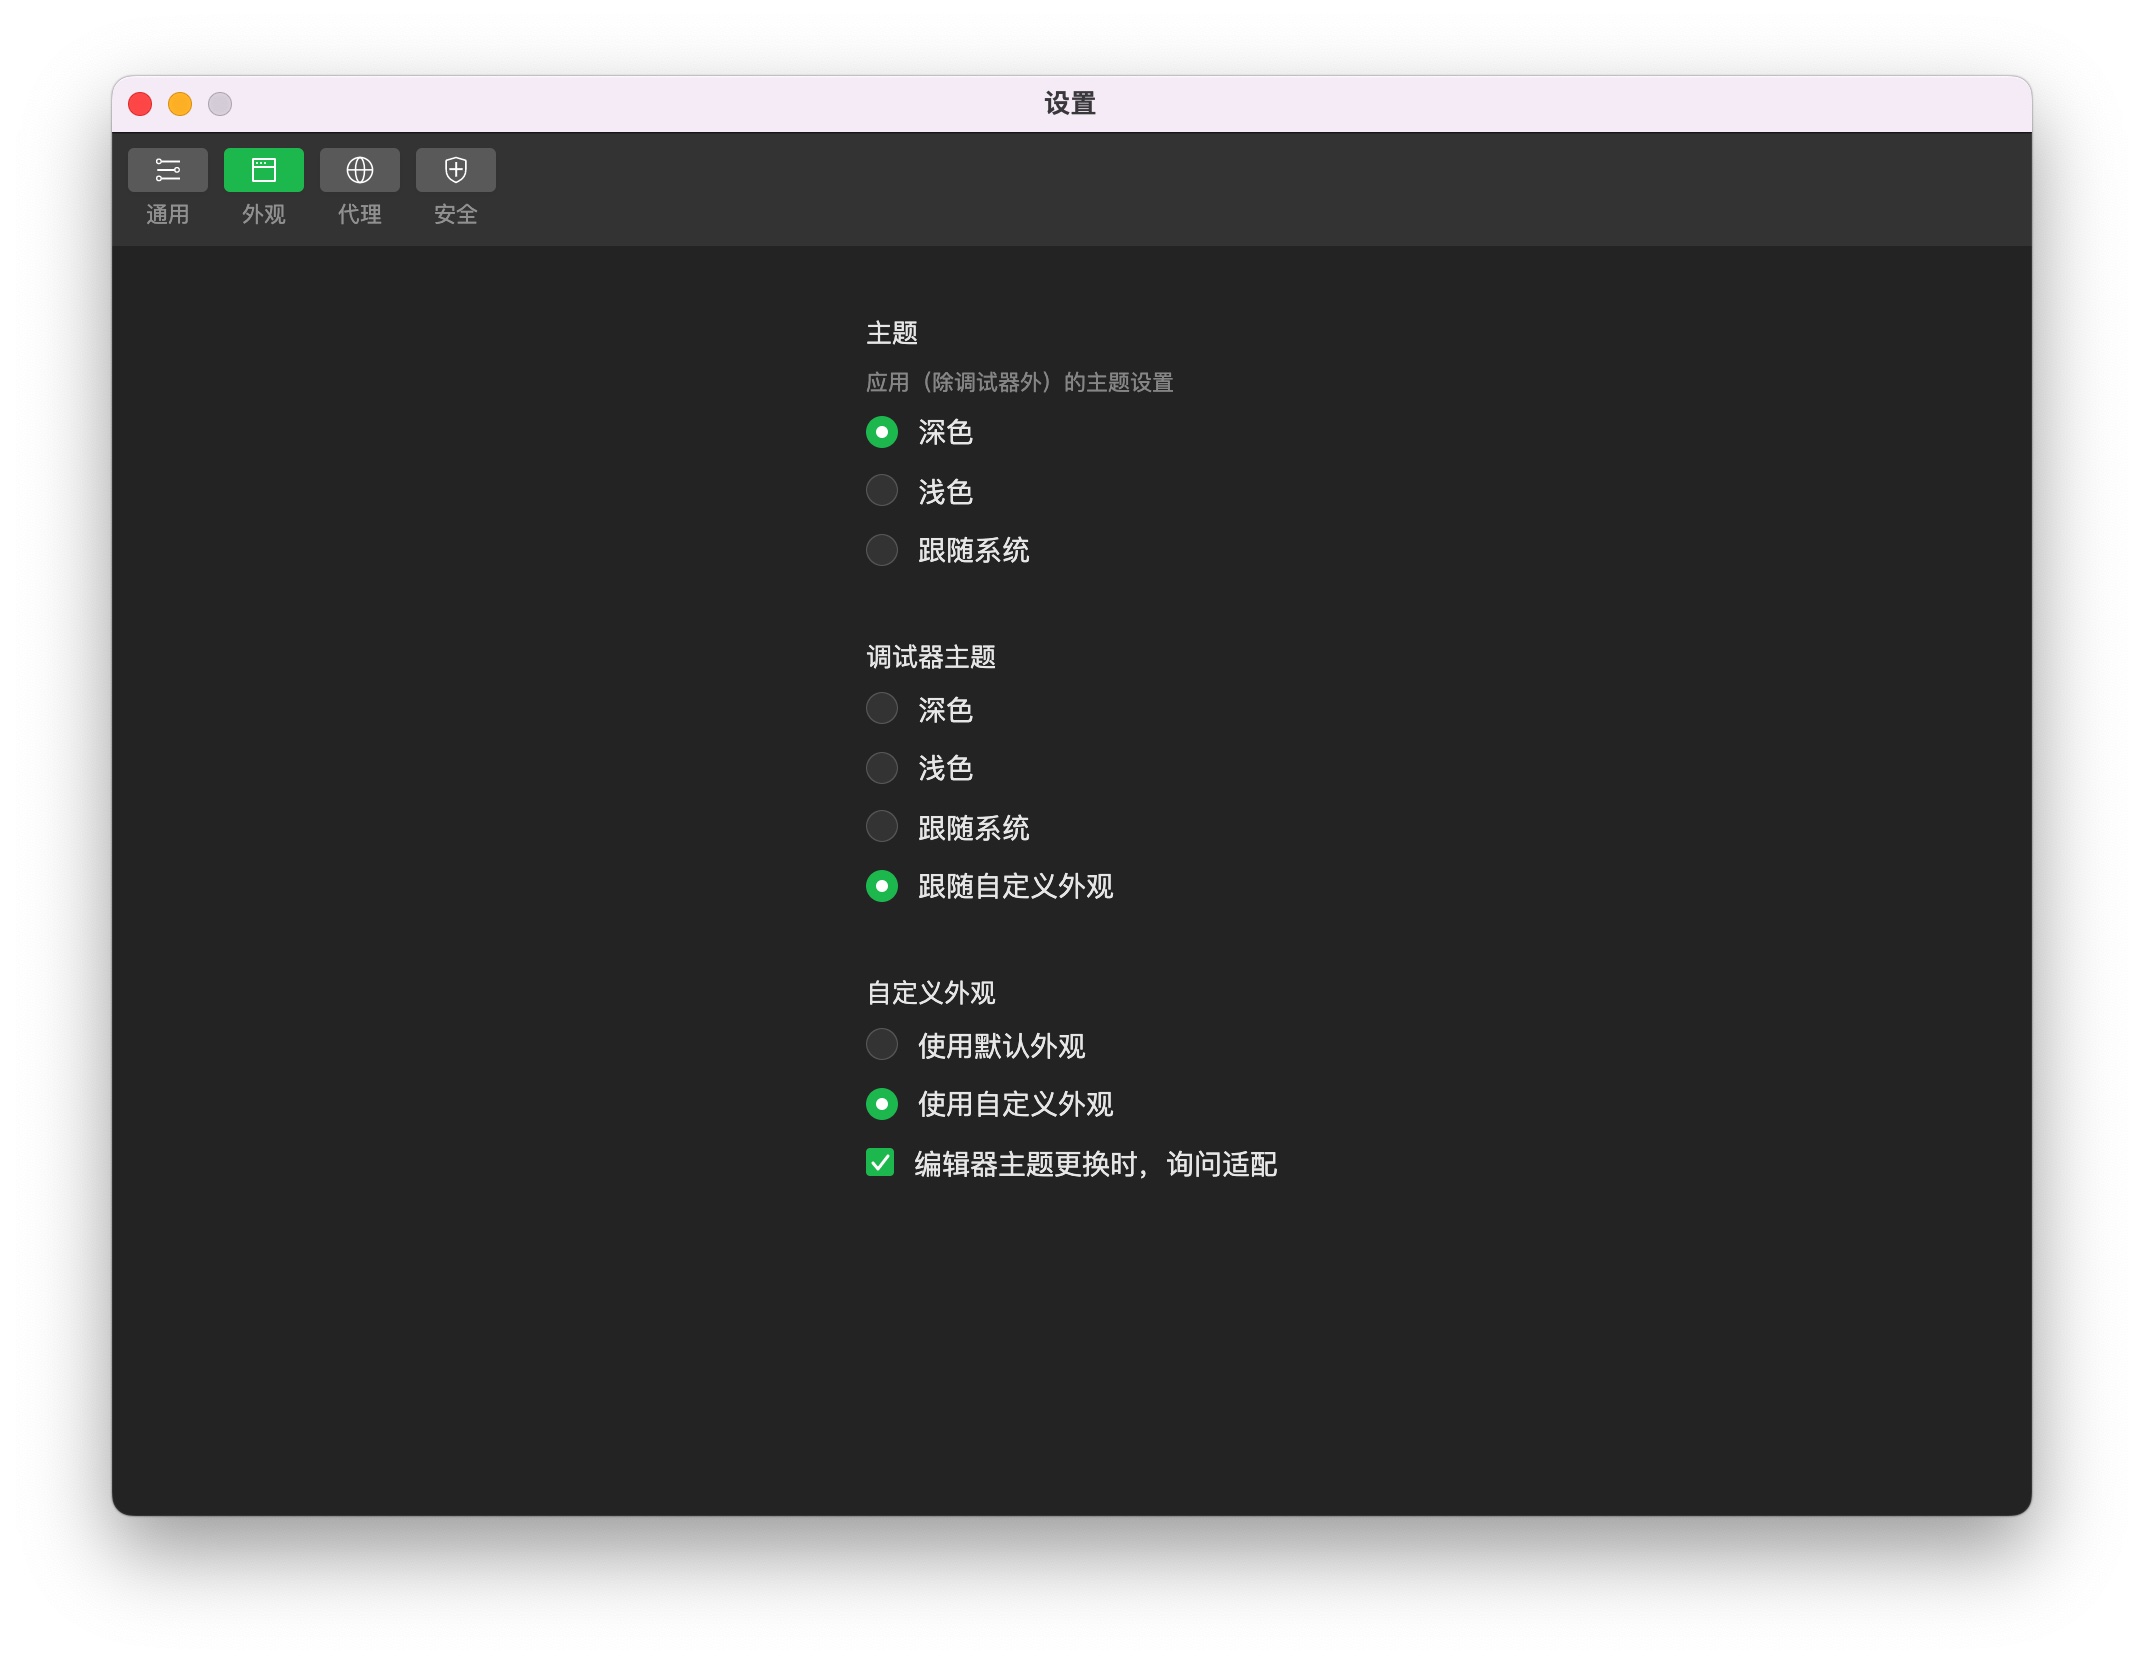 设置
通用 外观 代理 安全
主题
应用（除调试器外）的主题设置
深色
浅色
跟随系统
调试器主题
深色
浅色
跟随系统
跟随自定义外观
自定义外观
使用默认外观
使用自定义外观
编辑器主题更换时，询问适配